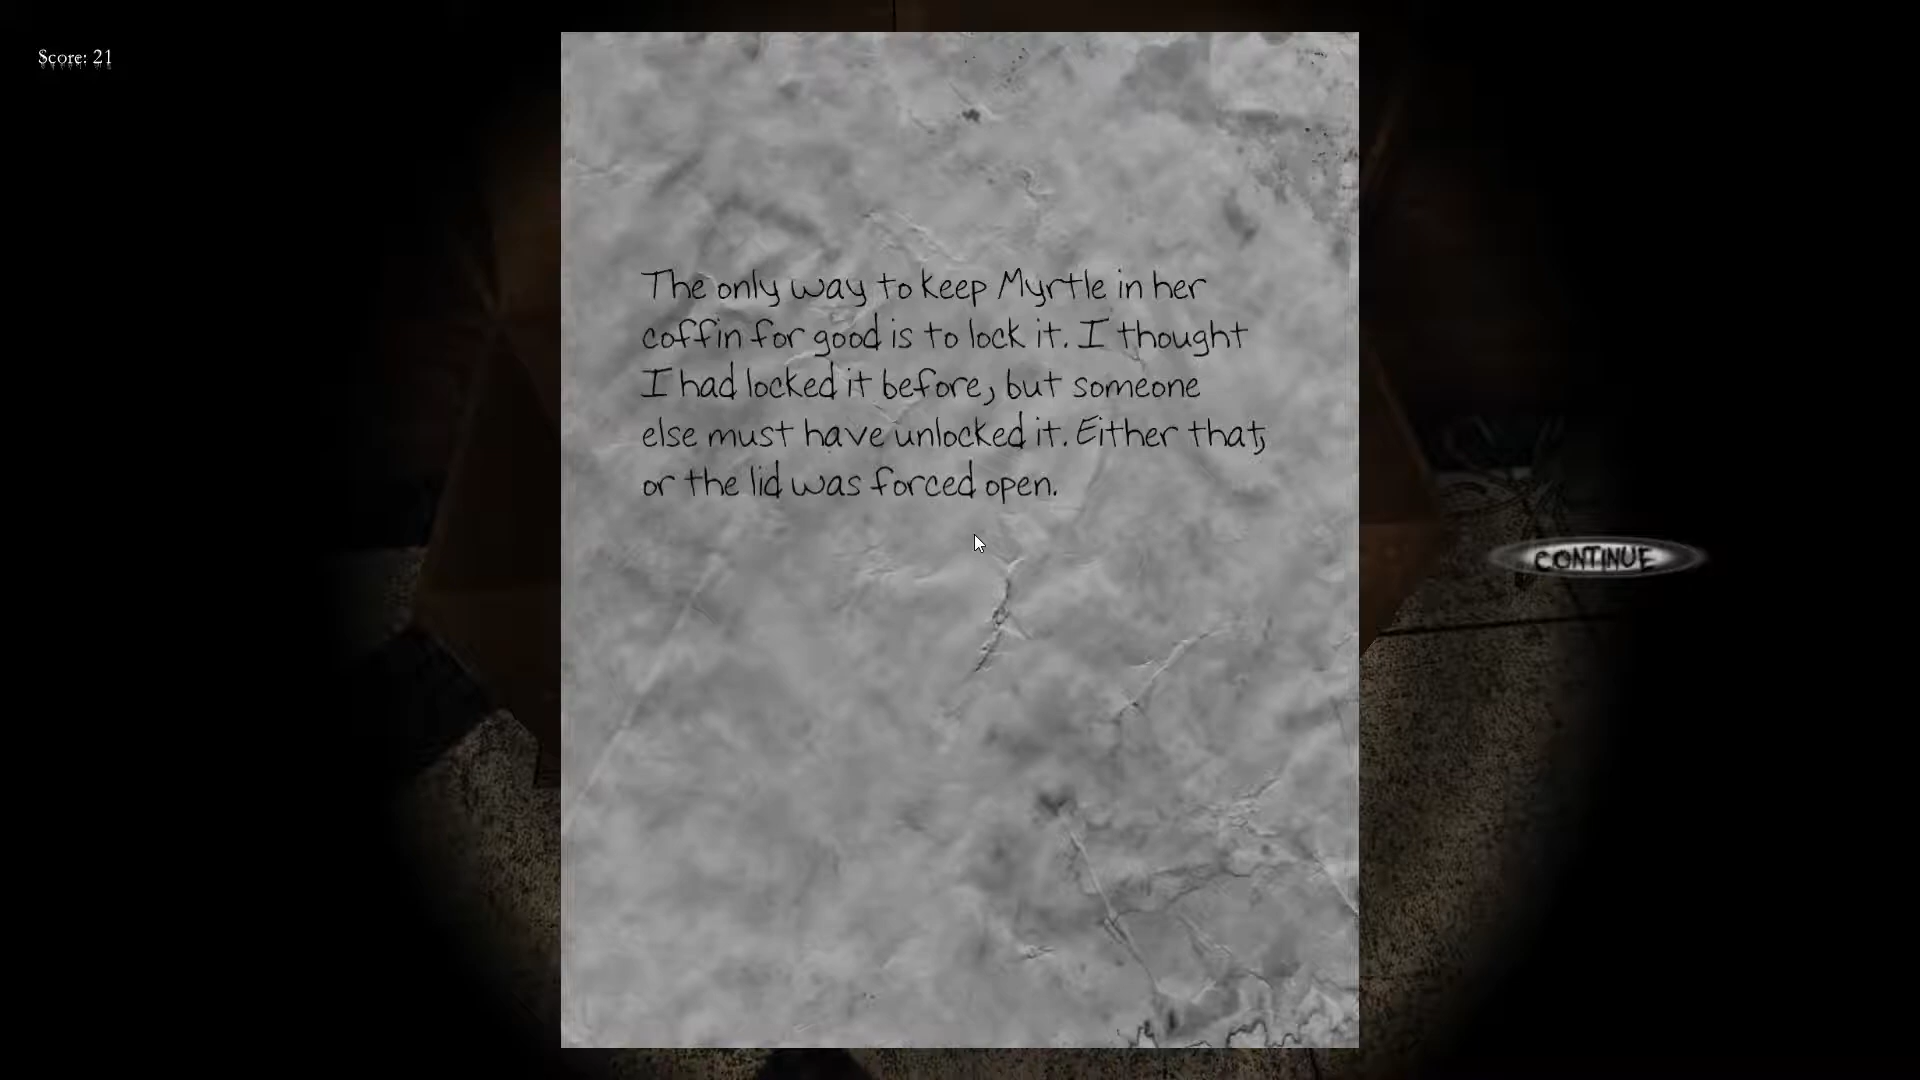 Score: 21
The only way to keep Myrtle in her
coffin for good is to lock it. I thought
I had locked it before, but someone
else must have unlocked it. Either that,
or the lid was forced open.
CONTINUE